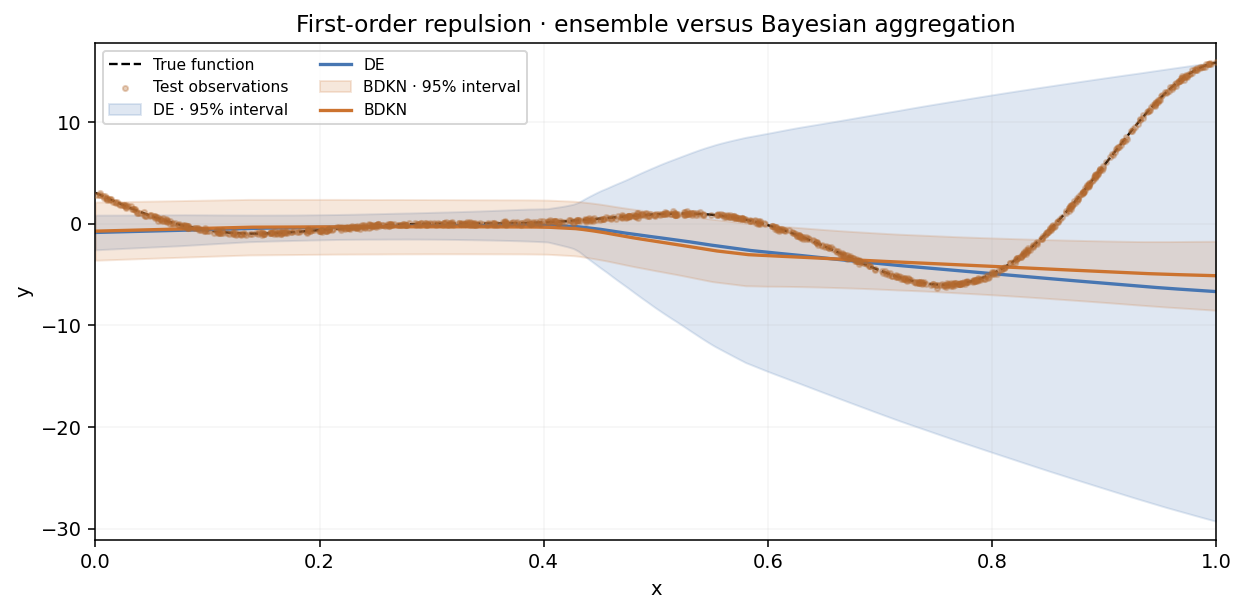 First-order repulsion · ensemble versus Bayesian aggregation
True function
Test observations
DE · 95% interval
DE
BDKN · 95% interval
BDKN
y
10
0
−10
−20
−30
0.0 0.2 0.4 0.6 0.8 1.0
x